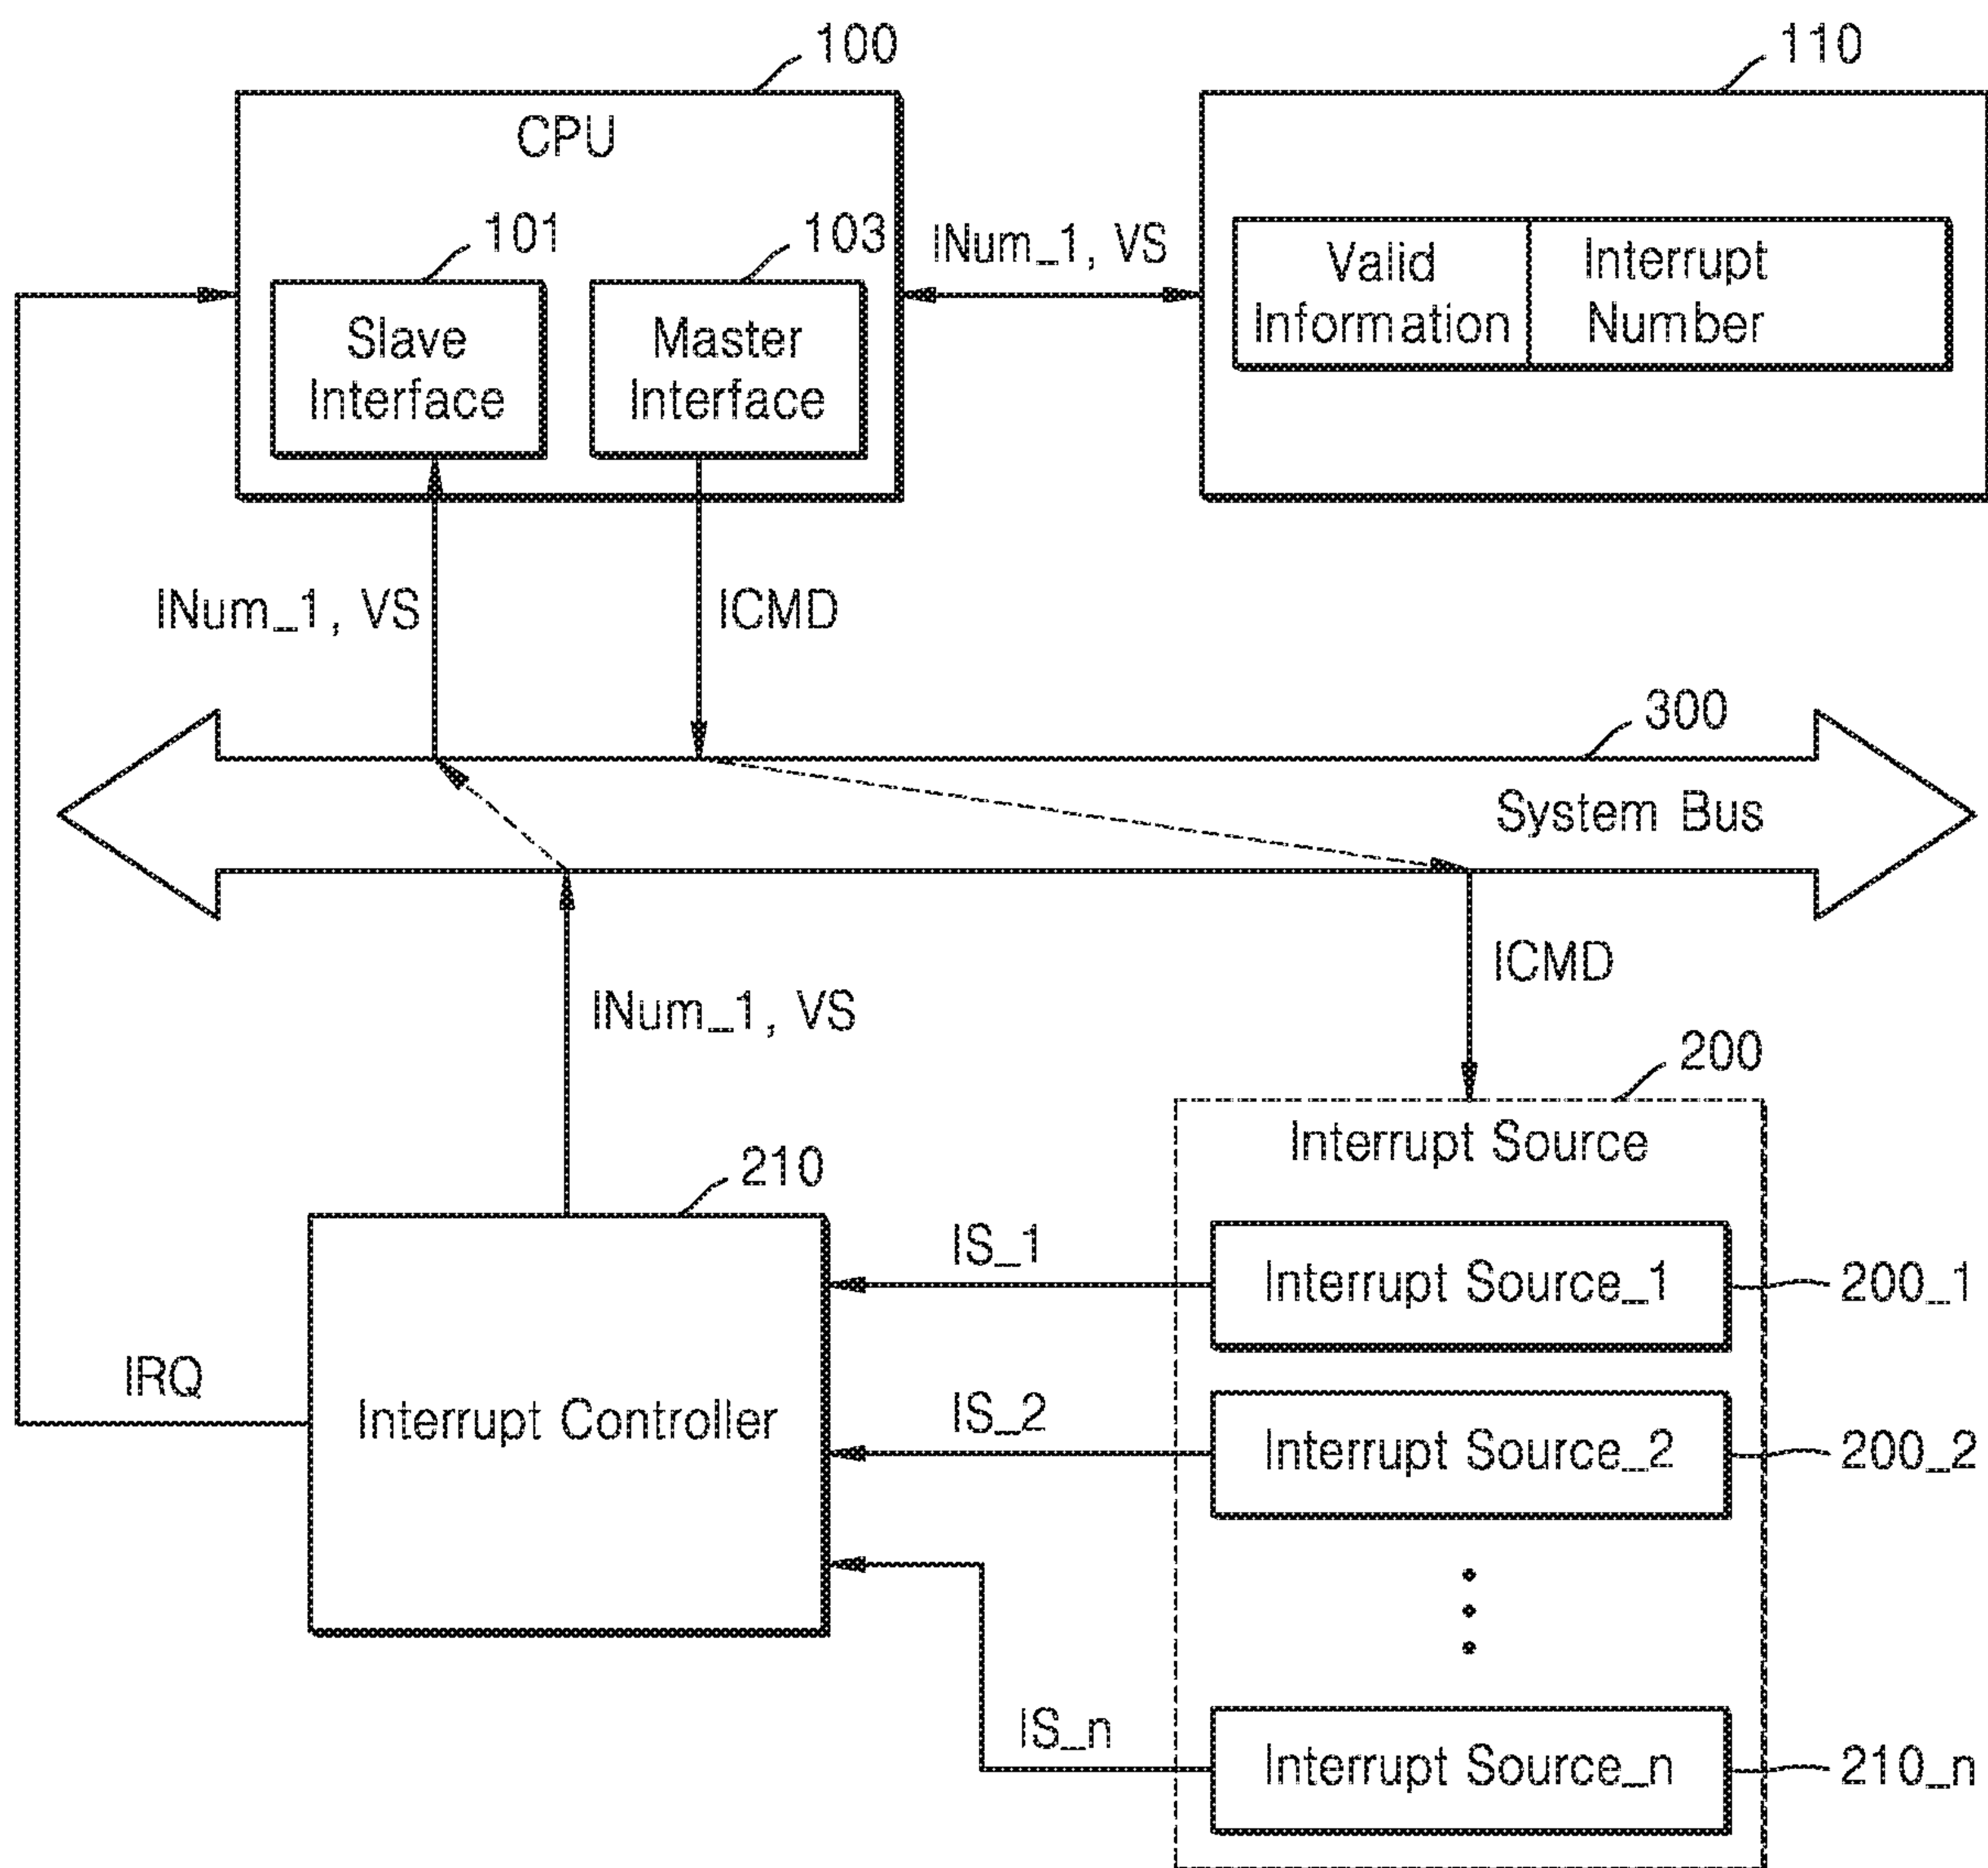 100
110
CPU
101
103
INum_1, VS
Valid
Information
Interrupt
Number
Slave
Interface
Master
Interface
INum_1, VS
ICMD
300
System Bus
ICMD
INum_1, VS
200
Interrupt Source
210
IS_1
Interrupt Source_1
200_1
IRQ
Interrupt Controller
IS_2
Interrupt Source_2
200_2
IS_n
Interrupt Source_n
210_n